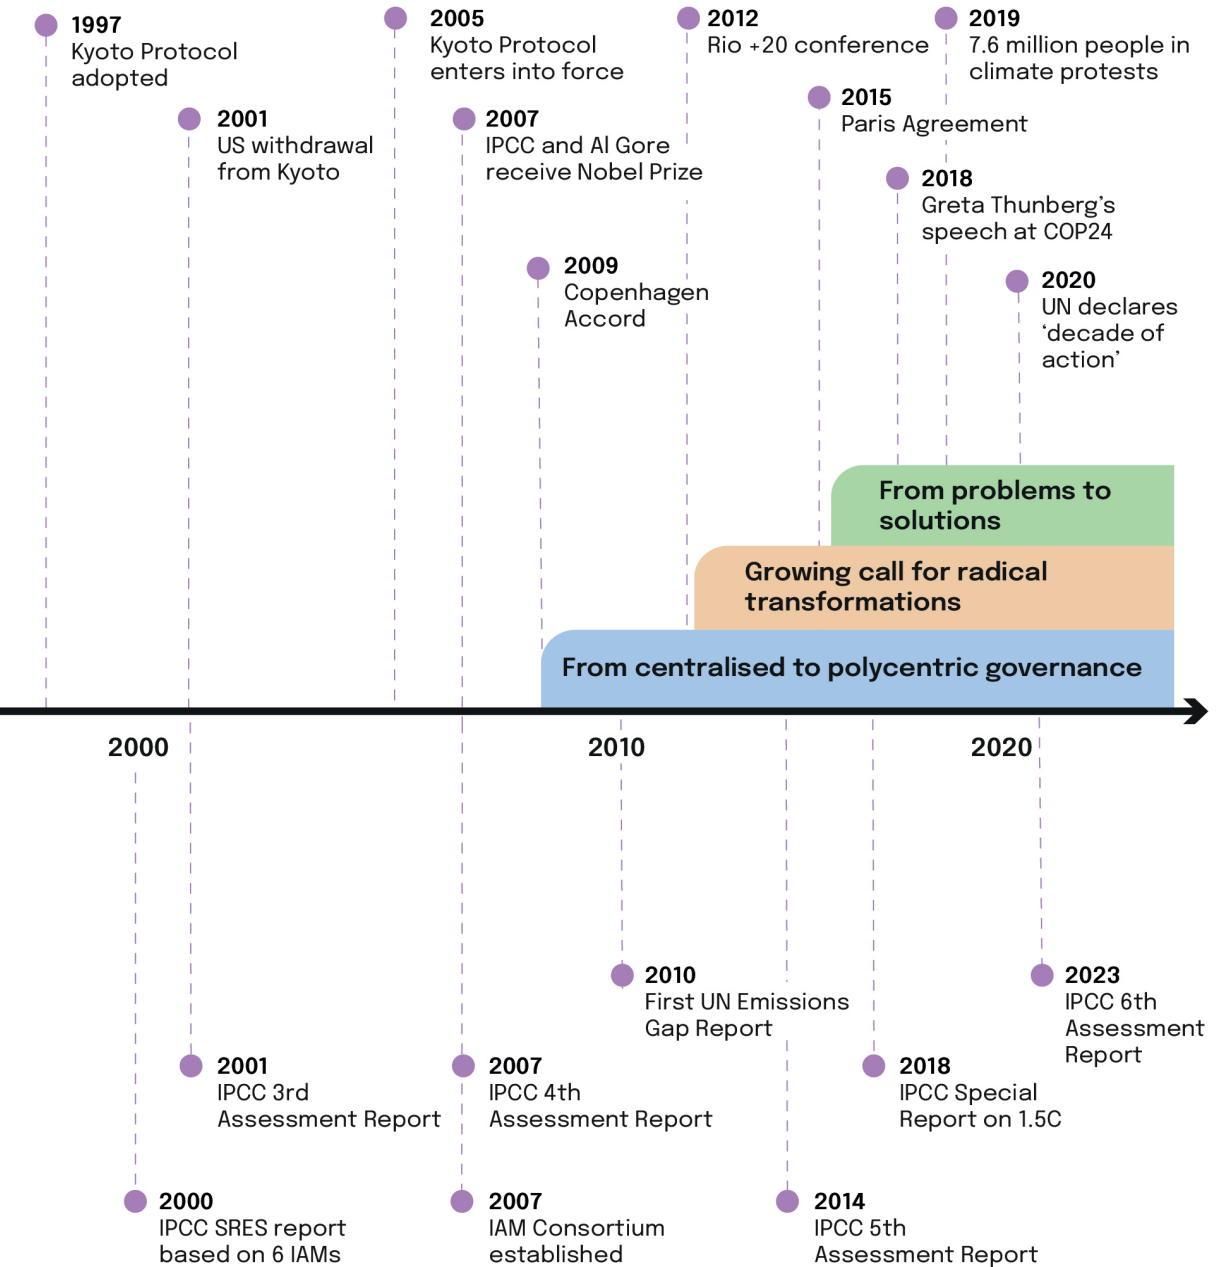 1997
Kyoto Protocol
adopted
2005
Kyoto Protocol
enters into force
2012
Rio +20 conference
2019
7.6 million people in
climate protests
2001
US withdrawal
from Kyoto
2007
IPCC and Al Gore
receive Nobel Prize
2015
Paris Agreement
2018
Greta Thunberg’s
speech at COP24
2009
Copenhagen
Accord
2020
UN declares
‘decade of
action’
From problems to
solutions
Growing call for radical
transformations
From centralised to polycentric governance
2000
2010
2020
2010
First UN Emissions
Gap Report
2023
IPCC 6th
Assessment
Report
2001
IPCC 3rd
Assessment Report
2007
IPCC 4th
Assessment Report
2018
IPCC Special
Report on 1.5C
2000
IPCC SRES report
based on 6 IAMs
2007
IAM Consortium
established
2014
IPCC 5th
Assessment Report